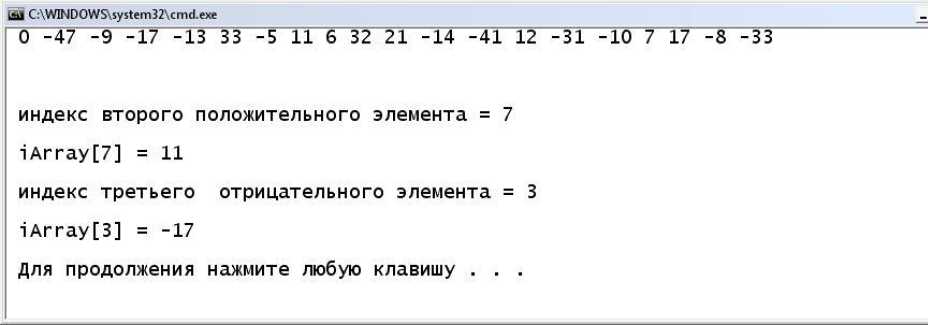 C:\WINDOWS\system32\cmd.exe
0 -47 -9 -17 -13 33 -5 11 6 32 21 -14 -41 12 -31 -10 7 17 -8 -33
индекс второго положительного элемента = 7
iArray[7] = 11
индекс третьего  отрицательного элемента = 3
iArray[3] = -17
Для продолжения нажмите любую клавишу . . .